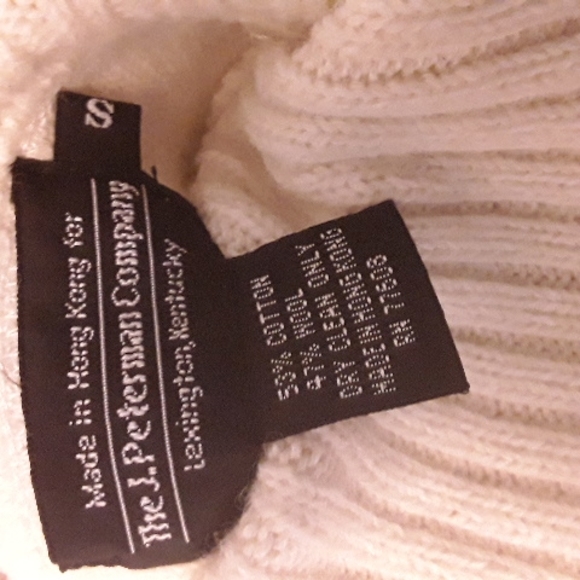 S
Made in Hong Kong for
The J. Peterman Company
Lexington, Kentucky
53% COTTON
47% WOOL
DRY CLEAN ONLY
MADE IN HONG KONG
RN 77606